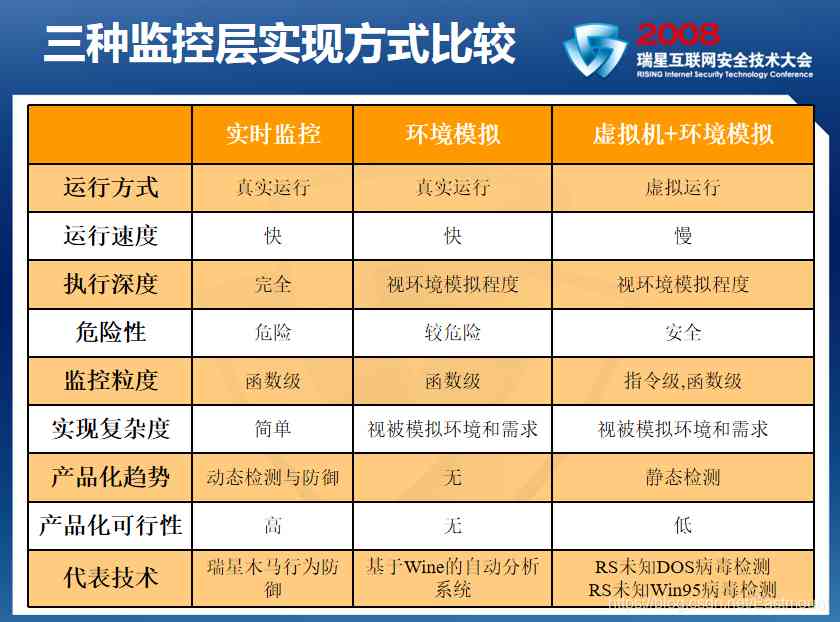 三种监控层实现方式比较
2008
瑞星互联网安全技术大会
RISING Internet Security Technology Conference
实时监控 环境模拟 虚拟机+环境模拟
运行方式 真实运行 真实运行 虚拟运行
运行速度 快 快 慢
执行深度 完全 视环境模拟程度 视环境模拟程度
危险性 危险 较危险 安全
监控粒度 函数级 函数级 指令级,函数级
实现复杂度 简单 视被模拟环境和需求 视被模拟环境和需求
产品化趋势 动态检测与防御 无 静态检测
产品化可行性 高 无 低
代表技术 瑞星木马行为防御 基于Wine的自动分析系统 RS未知DOS病毒检测
RS未知Win95病毒检测
https://blog.csdn.net/Eastmount